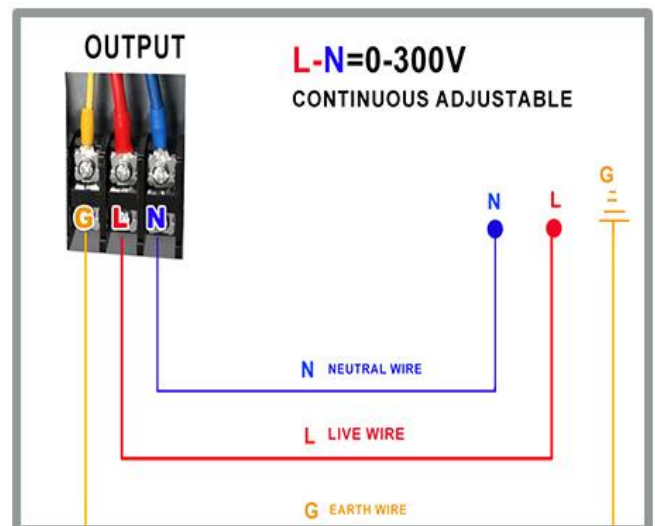 OUTPUT
L-N=0-300V
CONTINUOUS ADJUSTABLE
G L N
N L G
N NEUTRAL WIRE
L LIVE WIRE
G EARTH WIRE